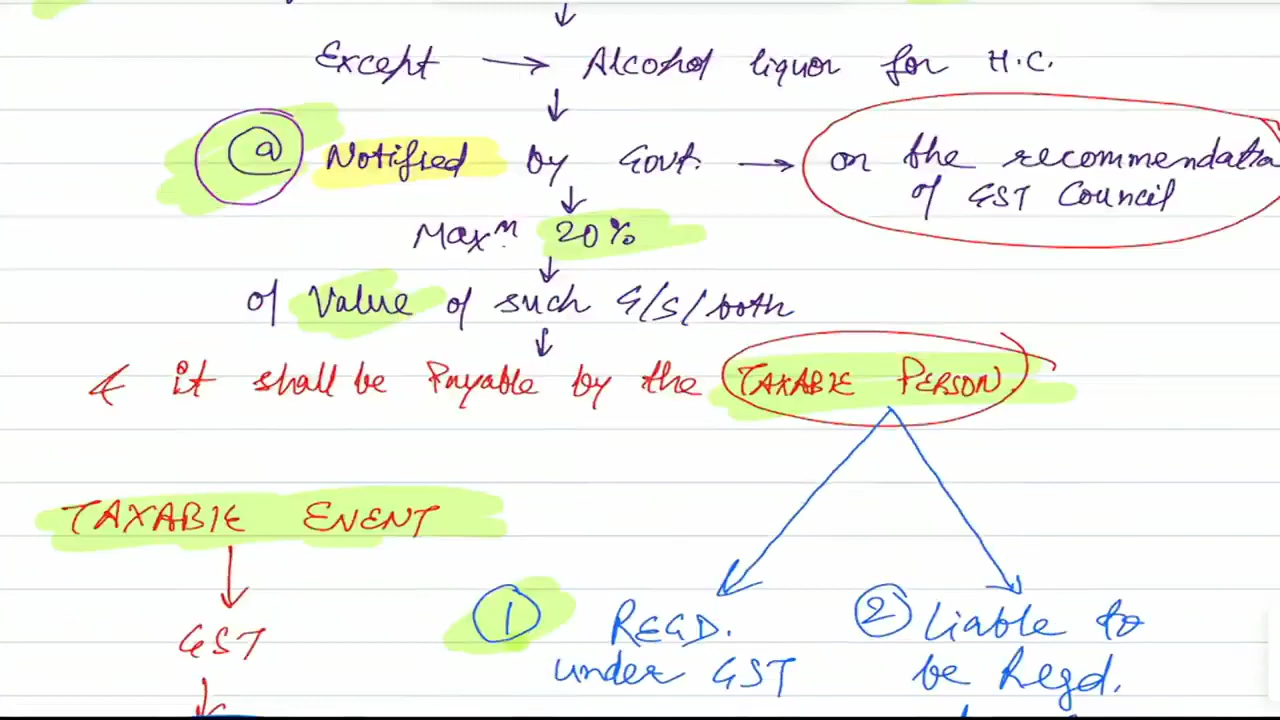 Except → Alcohol liquor for H.C.
@ Notified by Govt. → on the recommendatio
of GST Council
Maxᵐ. 20%
of Value of such G/S/both
& it shall be Payable by the TAXABLE PERSON
TAXABLE EVENT
GST
① REGD.
under GST
② liable to
be Regd.